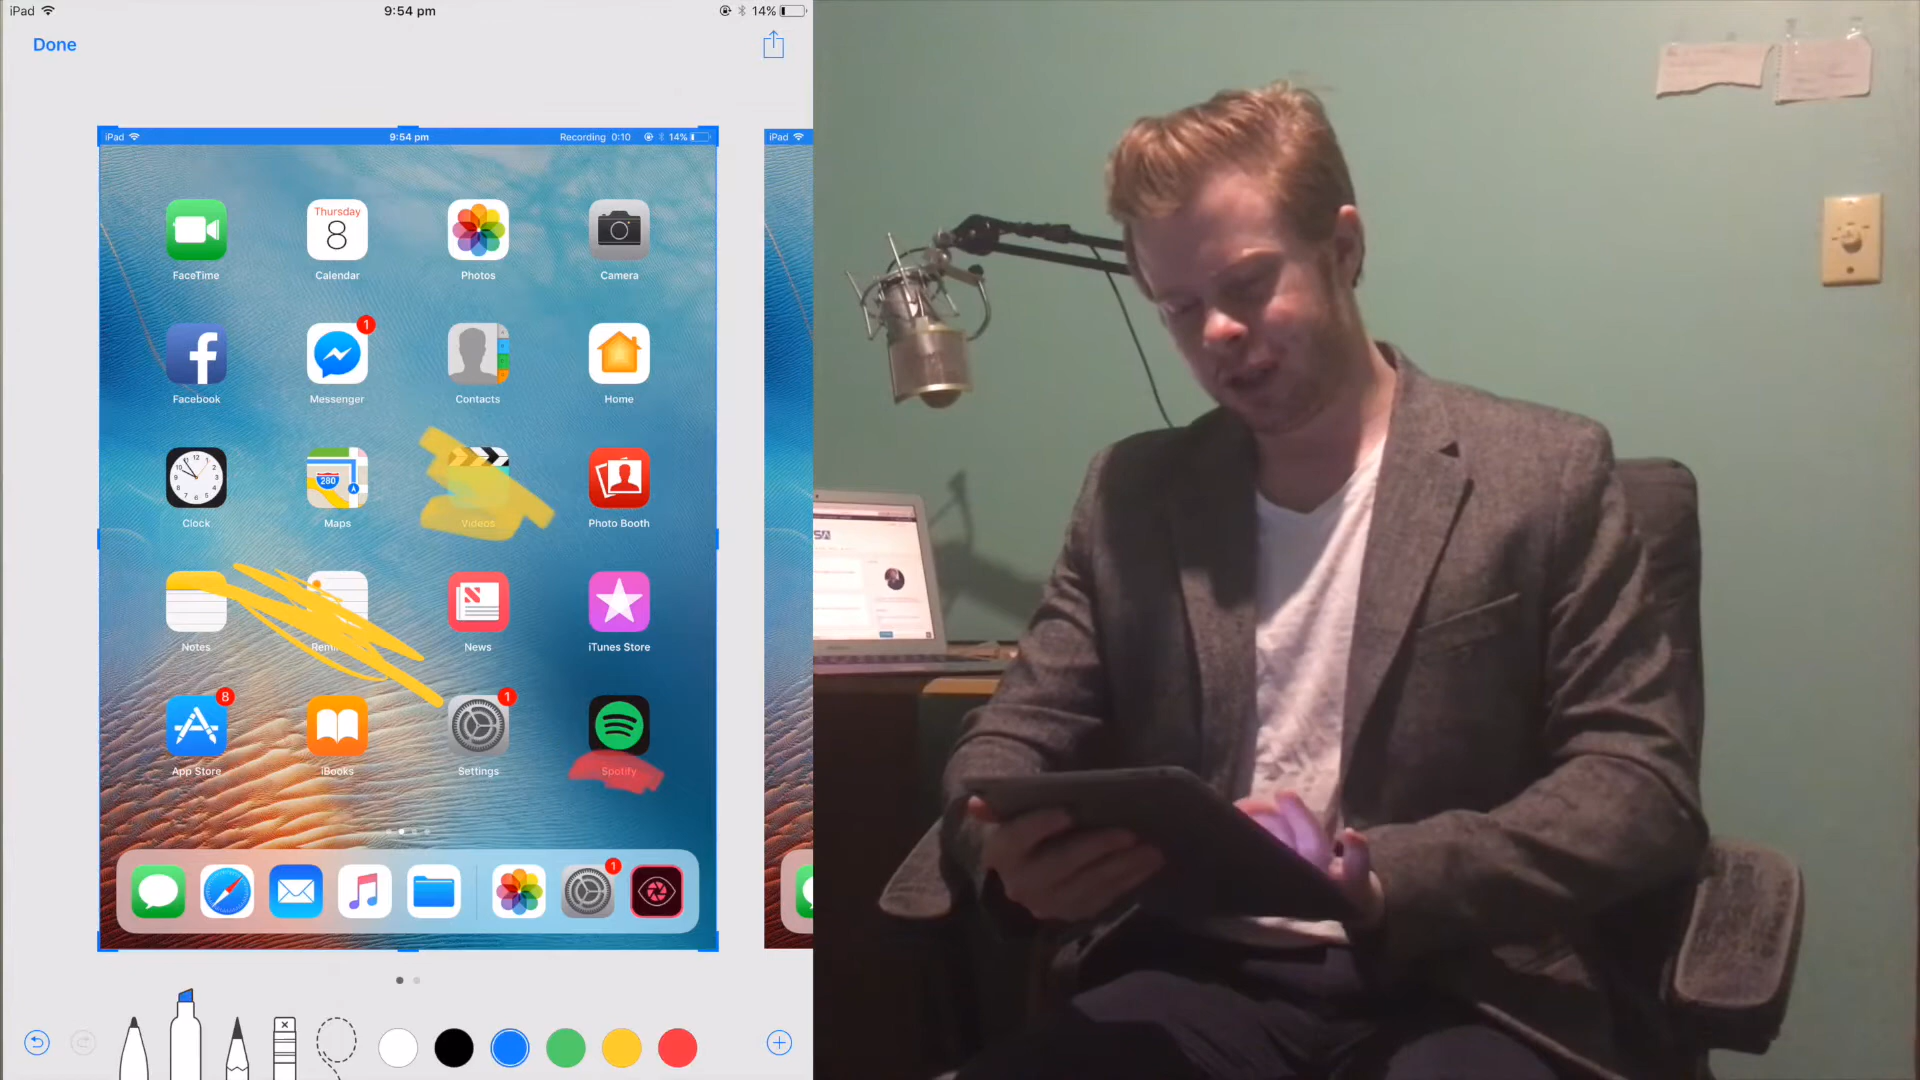 iPad 9:54 pm 14%
Done
iPad 9:54 pm Recording 0:10 14%
iPad
Thursday
8
FaceTime Calendar Photos Camera
1
Facebook Messenger Contacts Home
280
Clock Maps Videos Photo Booth
Notes News iTunes Store
8 1
App Store iBooks Settings Spotify
1